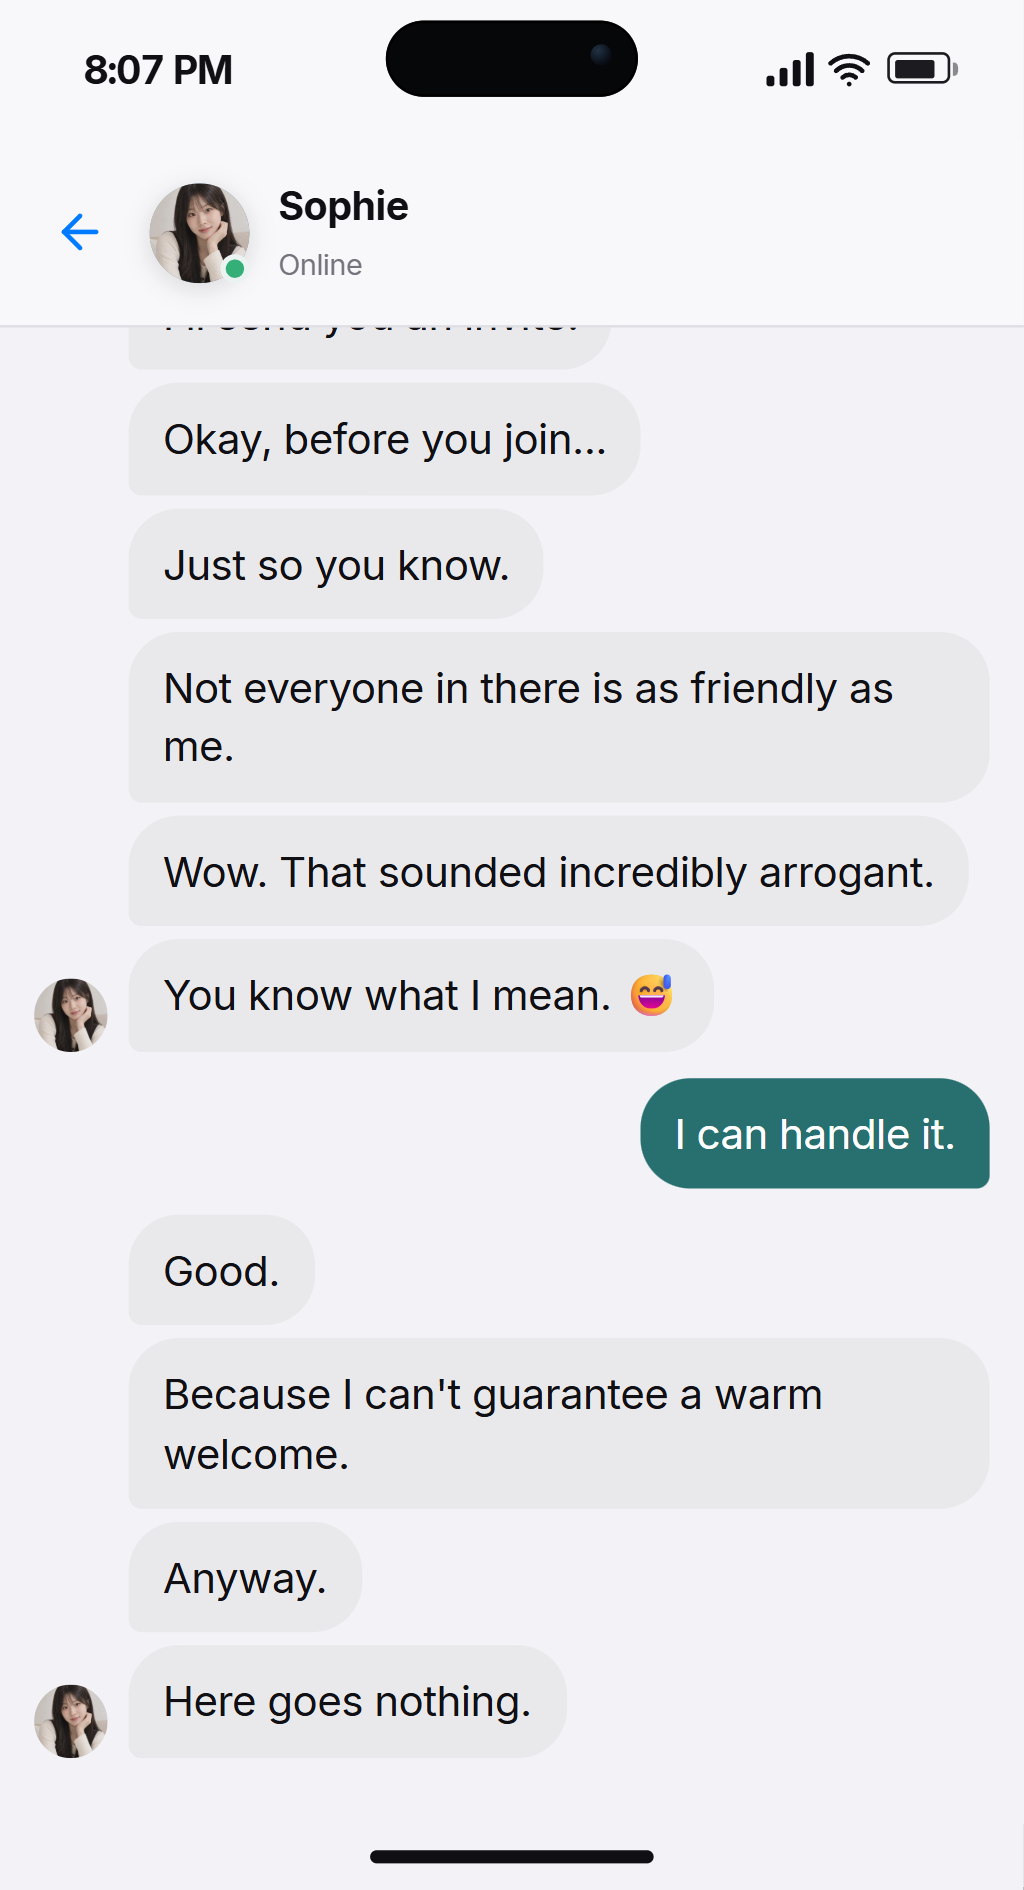 8:07 PM
Sophie
Online
Okay, before you join...
Just so you know.
Not everyone in there is as friendly as
me.
Wow. That sounded incredibly arrogant.
You know what I mean. 😅
I can handle it.
Good.
Because I can't guarantee a warm
welcome.
Anyway.
Here goes nothing.